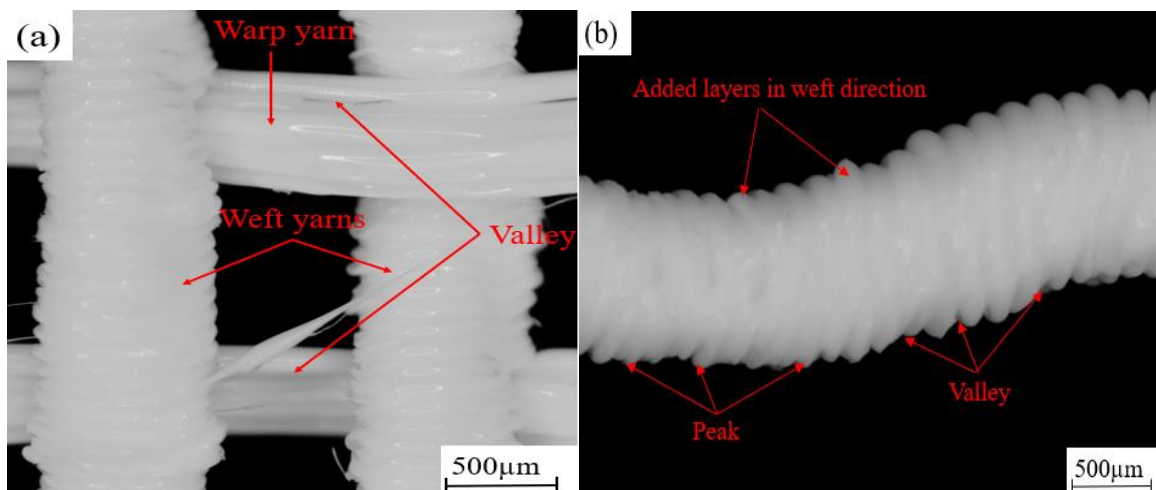 (a)
Warp yarn
Weft yarns
Valley
500µm
(b)
Added layers in weft direction
Valley
Peak
500µm